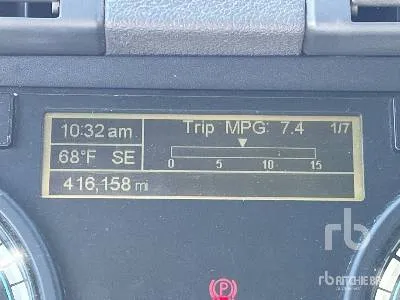 10:32 am
Trip MPG: 7.4
1/7
68°F SE
0 5 10 15
416,158 mi
P
rb
RITCHIE BROS